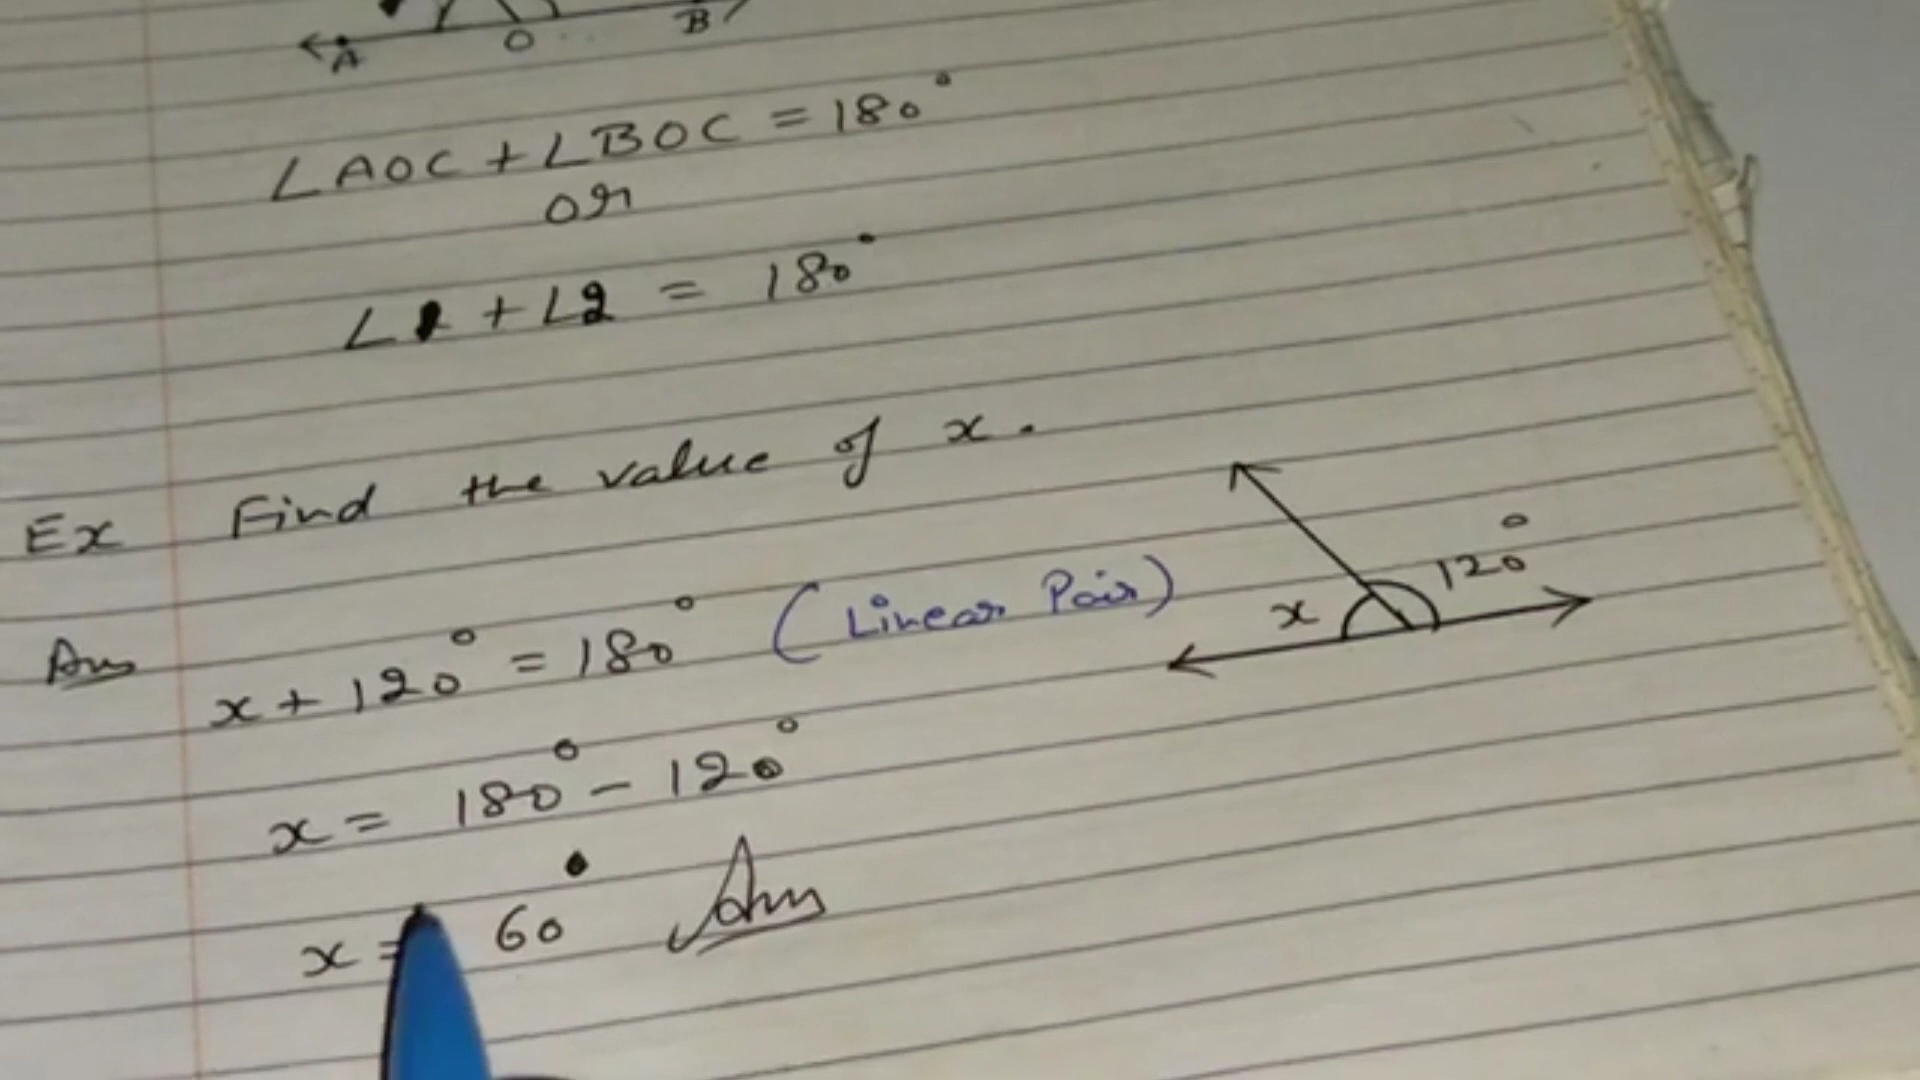 A O B
∠AOC + ∠BOC = 180°
or
∠1 + ∠2 = 180°
Ex Find the value of x.
Ans x + 120° = 180° (Linear Pair)
x 120°
x = 180° - 120°
x = 60° Ans